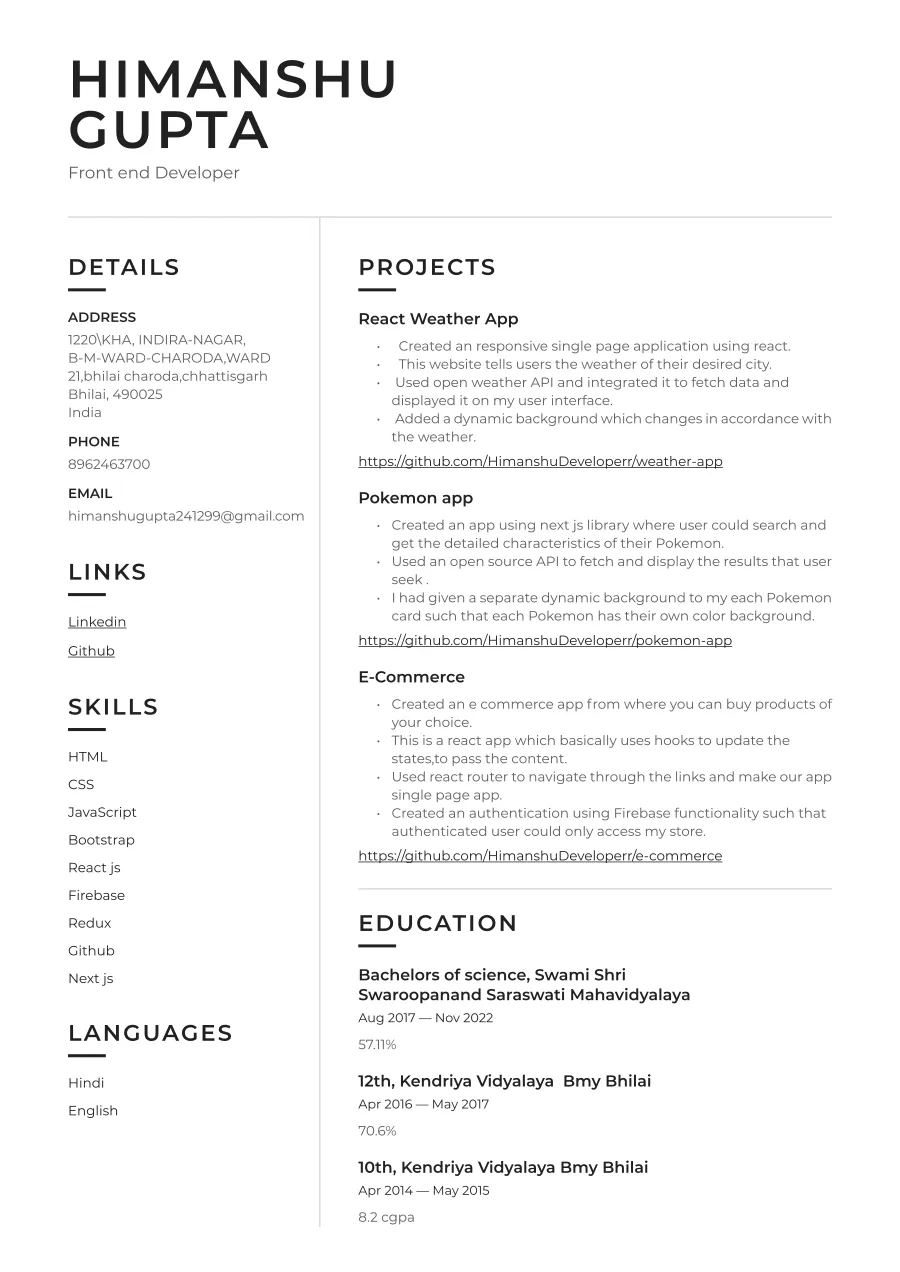 HIMANSHU
GUPTA
Front end Developer
DETAILS
ADDRESS
1220\KHA, INDIRA-NAGAR,
B-M-WARD-CHARODA,WARD
21,bhilai charoda,chhattisgarh
Bhilai, 490025
India
PHONE
8962463700
EMAIL
himanshugupta241299@gmail.com
LINKS
Linkedin
Github
SKILLS
HTML
CSS
JavaScript
Bootstrap
React js
Firebase
Redux
Github
Next js
LANGUAGES
Hindi
English
PROJECTS
React Weather App
• Created an responsive single page application using react.
• This website tells users the weather of their desired city.
• Used open weather API and integrated it to fetch data and
displayed it on my user interface.
• Added a dynamic background which changes in accordance with
the weather.
https://github.com/HimanshuDeveloperr/weather-app
Pokemon app
• Created an app using next js library where user could search and
get the detailed characteristics of their Pokemon.
• Used an open source API to fetch and display the results that user
seek .
• I had given a separate dynamic background to my each Pokemon
card such that each Pokemon has their own color background.
https://github.com/HimanshuDeveloperr/pokemon-app
E-Commerce
• Created an e commerce app from where you can buy products of
your choice.
• This is a react app which basically uses hooks to update the
states,to pass the content.
• Used react router to navigate through the links and make our app
single page app.
• Created an authentication using Firebase functionality such that
authenticated user could only access my store.
https://github.com/HimanshuDeveloperr/e-commerce
EDUCATION
Bachelors of science, Swami Shri
Swaroopanand Saraswati Mahavidyalaya
Aug 2017 — Nov 2022
57.11%
12th, Kendriya Vidyalaya  Bmy Bhilai
Apr 2016 — May 2017
70.6%
10th, Kendriya Vidyalaya Bmy Bhilai
Apr 2014 — May 2015
8.2 cgpa